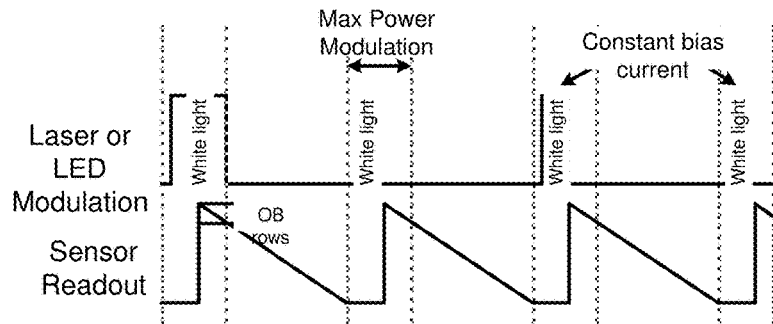 Max Power
Modulation
Constant bias
current
Laser or
LED
Modulation
White light
White light
White light
White light
OB
rows
Sensor
Readout